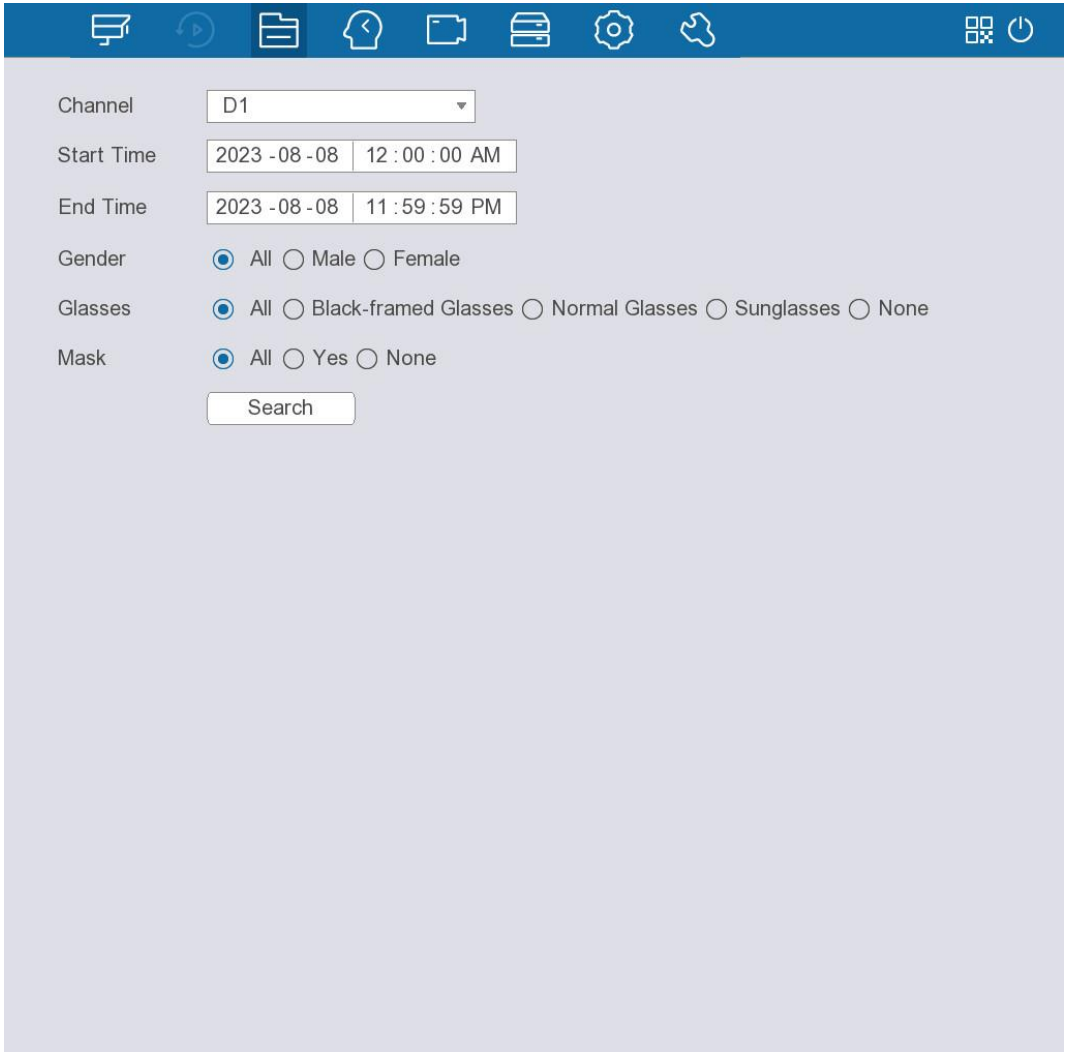 Channel D1
Start Time 2023 -08 -08 12 : 00 : 00 AM
End Time 2023 -08 -08 11 : 59 : 59 PM
Gender All Male Female
Glasses All Black-framed Glasses Normal Glasses Sunglasses None
Mask All Yes None
Search